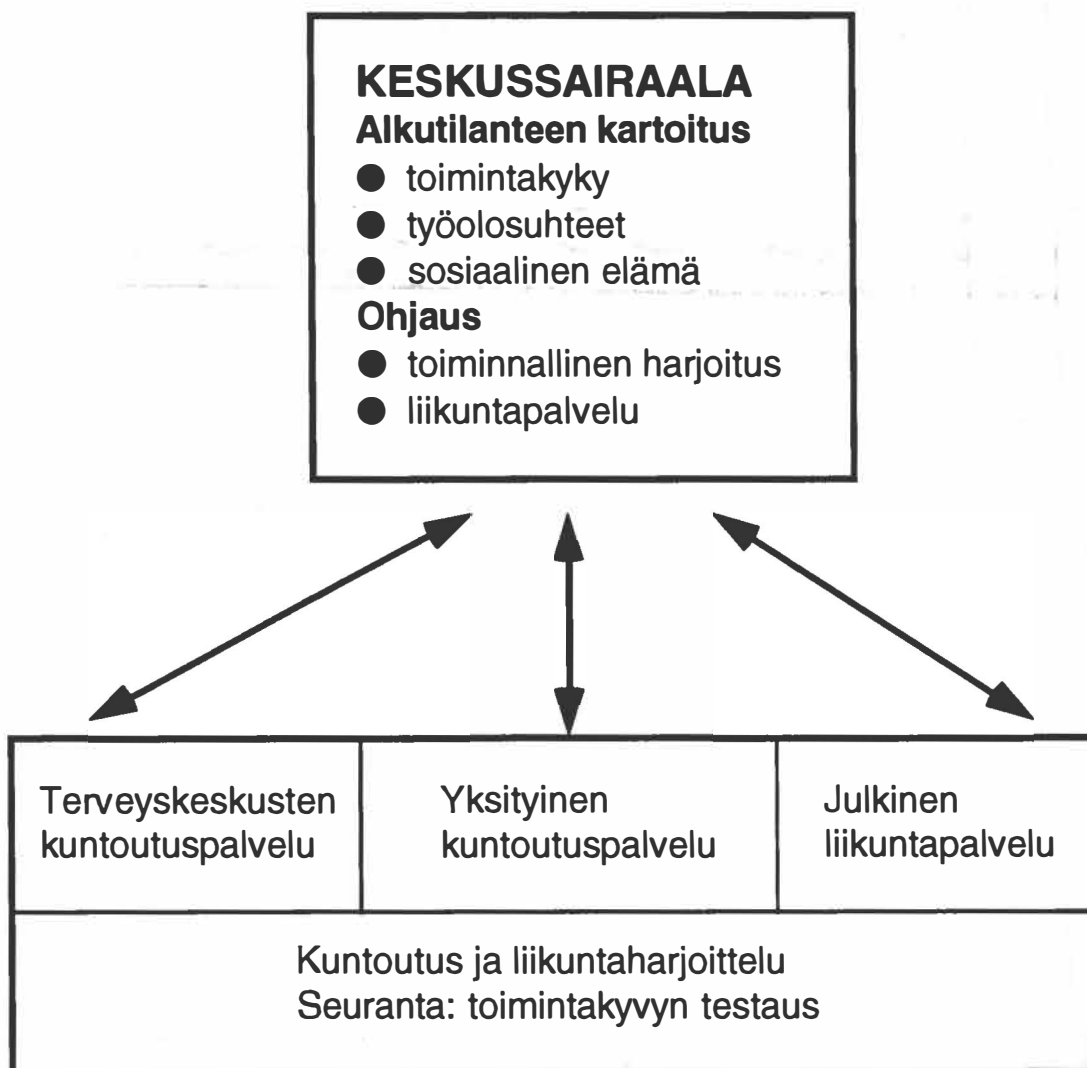 KESKUSSAIRAALA
Alkutilanteen kartoitus
● toimintakyky
● työolosuhteet
● sosiaalinen elämä
Ohjaus
● toiminnallinen harjoitus
● liikuntapalvelu
Terveyskeskusten
kuntoutuspalvelu
Yksityinen
kuntoutuspalvelu
Julkinen
liikuntapalvelu
Kuntoutus ja liikuntaharjoittelu
Seuranta: toimintakyvyn testaus